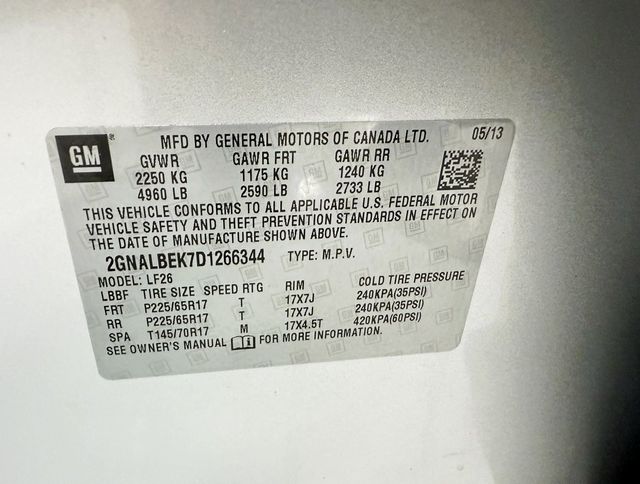 GM
MFD BY GENERAL MOTORS OF CANADA LTD. 05/13
GVWR GAWR FRT GAWR RR
2250 KG 1175 KG 1240 KG
4960 LB 2590 LB 2733 LB
THIS VEHICLE CONFORMS TO ALL APPLICABLE U.S. FEDERAL MOTOR
VEHICLE SAFETY AND THEFT PREVENTION STANDARDS IN EFFECT ON
THE DATE OF MANUFACTURE SHOWN ABOVE.
2GNALBEK7D1266344 TYPE: M.P.V.
MODEL: LF26
LBBF TIRE SIZE SPEED RTG RIM COLD TIRE PRESSURE
FRT P225/65R17 T 17X7J 240KPA(35PSI)
RR P225/65R17 T 17X7J 240KPA(35PSI)
SPA T145/70R17 M 17X4.5T 420KPA(60PSI)
SEE OWNER'S MANUAL FOR MORE INFORMATION.